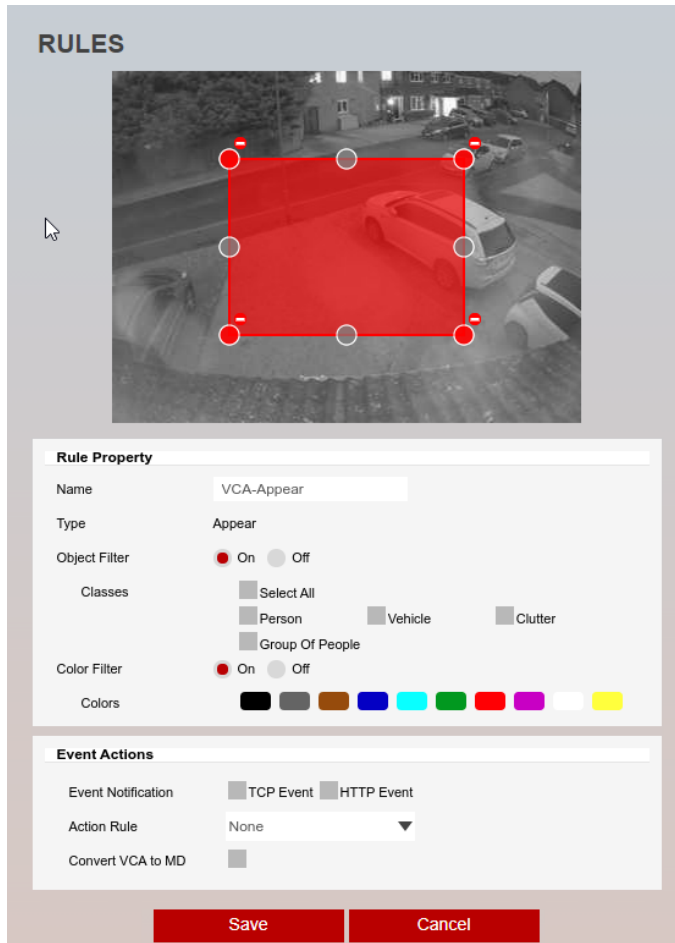 RULES
Rule Property
Name VCA-Appear
Type Appear
Object Filter On Off
Classes Select All
Person Vehicle Clutter
Group Of People
Color Filter On Off
Colors
Event Actions
Event Notification TCP Event HTTP Event
Action Rule None
Convert VCA to MD
Save Cancel